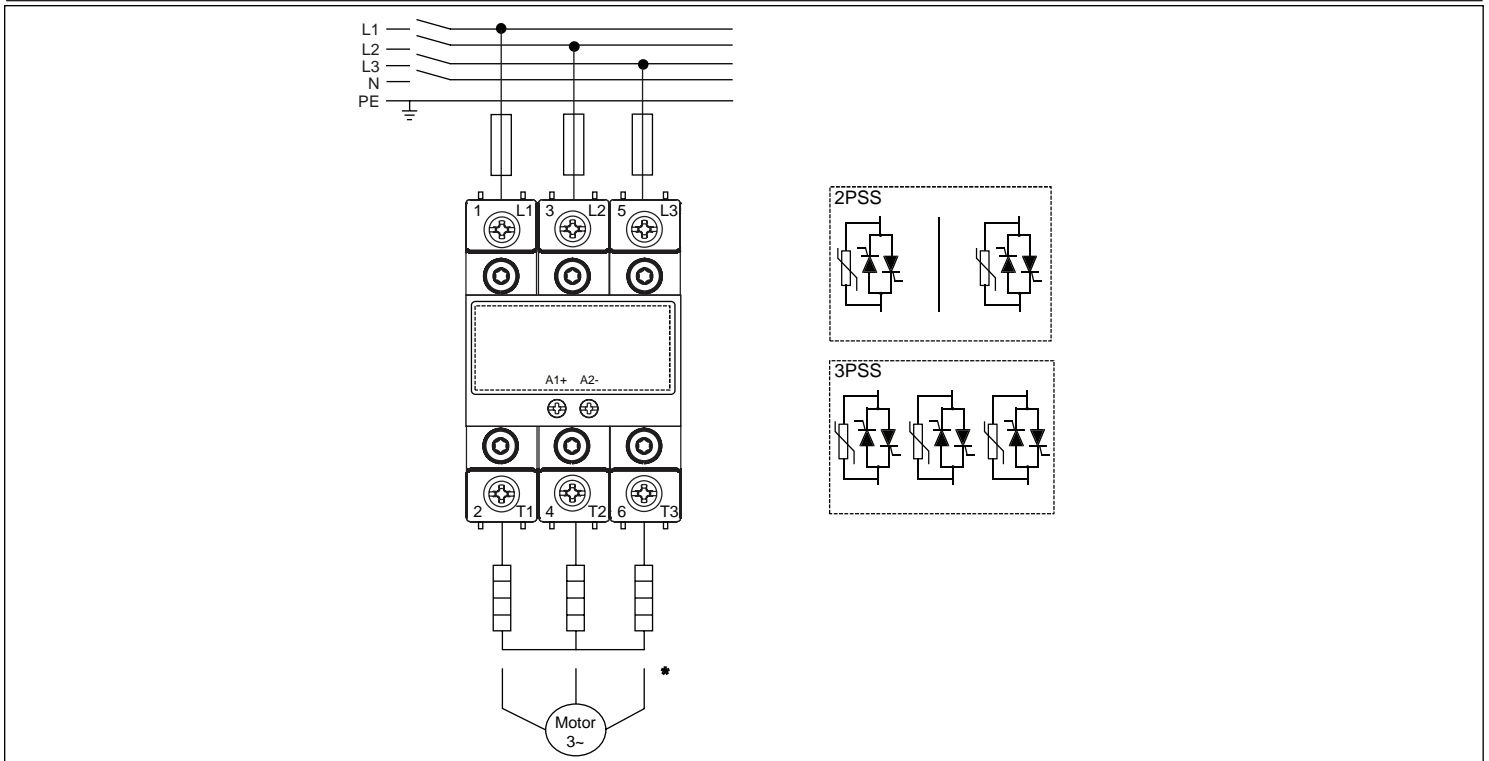 L1
L2
L3
N
PE
1 L1 3 L2 5 L3
A1+ A2-
2 T1 4 T2 6 T3
*
Motor
3~
2PSS
3PSS